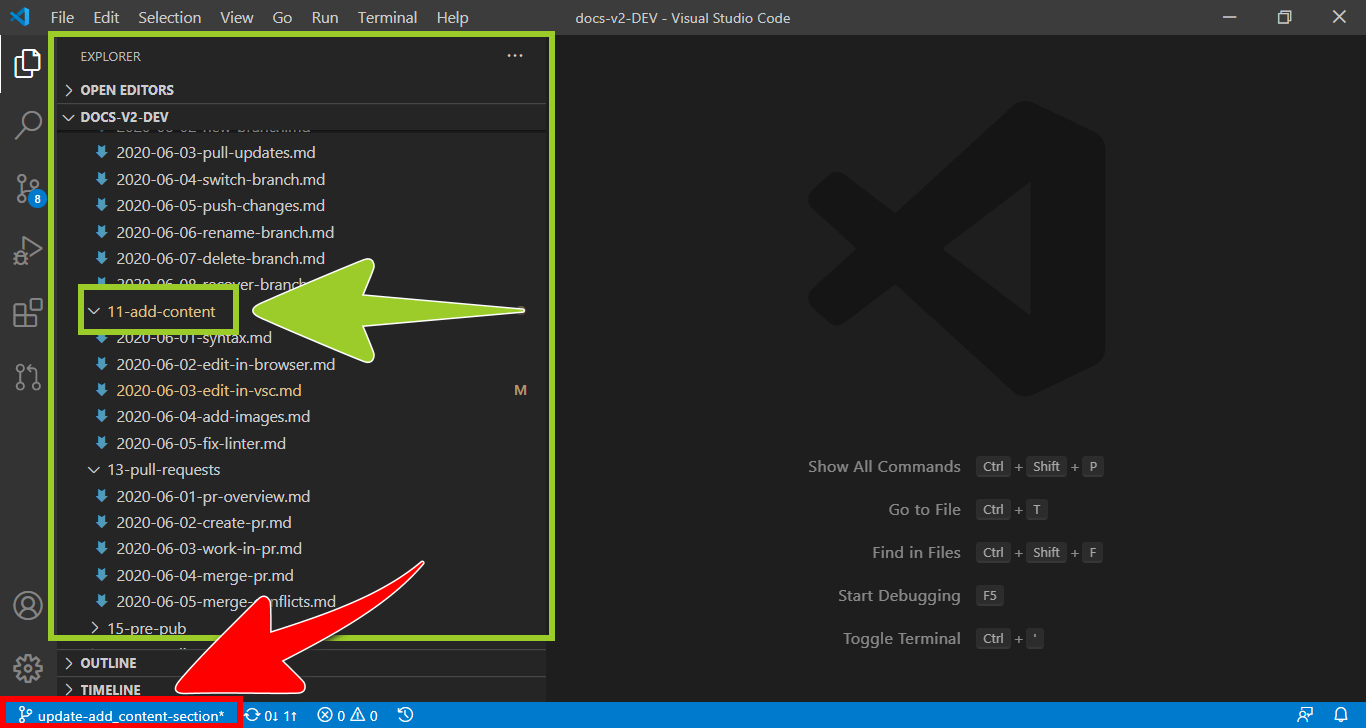 File Edit Selection View Go Run Terminal Help docs-v2-DEV - Visual Studio Code
EXPLORER ...
OPEN EDITORS
DOCS-V2-DEV
2020-06-02-new-branch.md
2020-06-03-pull-updates.md
2020-06-04-switch-branch.md
2020-06-05-push-changes.md
8
2020-06-06-rename-branch.md
2020-06-07-delete-branch.md
2020-06-08-recover-branch
11-add-content
2020-06-01-syntax.md
2020-06-02-edit-in-browser.md
2020-06-03-edit-in-vsc.md M
2020-06-04-add-images.md
2020-06-05-fix-linter.md
13-pull-requests
2020-06-01-pr-overview.md
2020-06-02-create-pr.md
2020-06-03-work-in-pr.md
2020-06-04-merge-pr.md
2020-06-05-merge-conflicts.md
15-pre-pub
OUTLINE
TIMELINE
Show All Commands Ctrl + Shift + P
Go to File Ctrl + T
Find in Files Ctrl + Shift + F
Start Debugging F5
Toggle Terminal Ctrl + '
update-add_content-section* 0↓ 1↑ 0 0